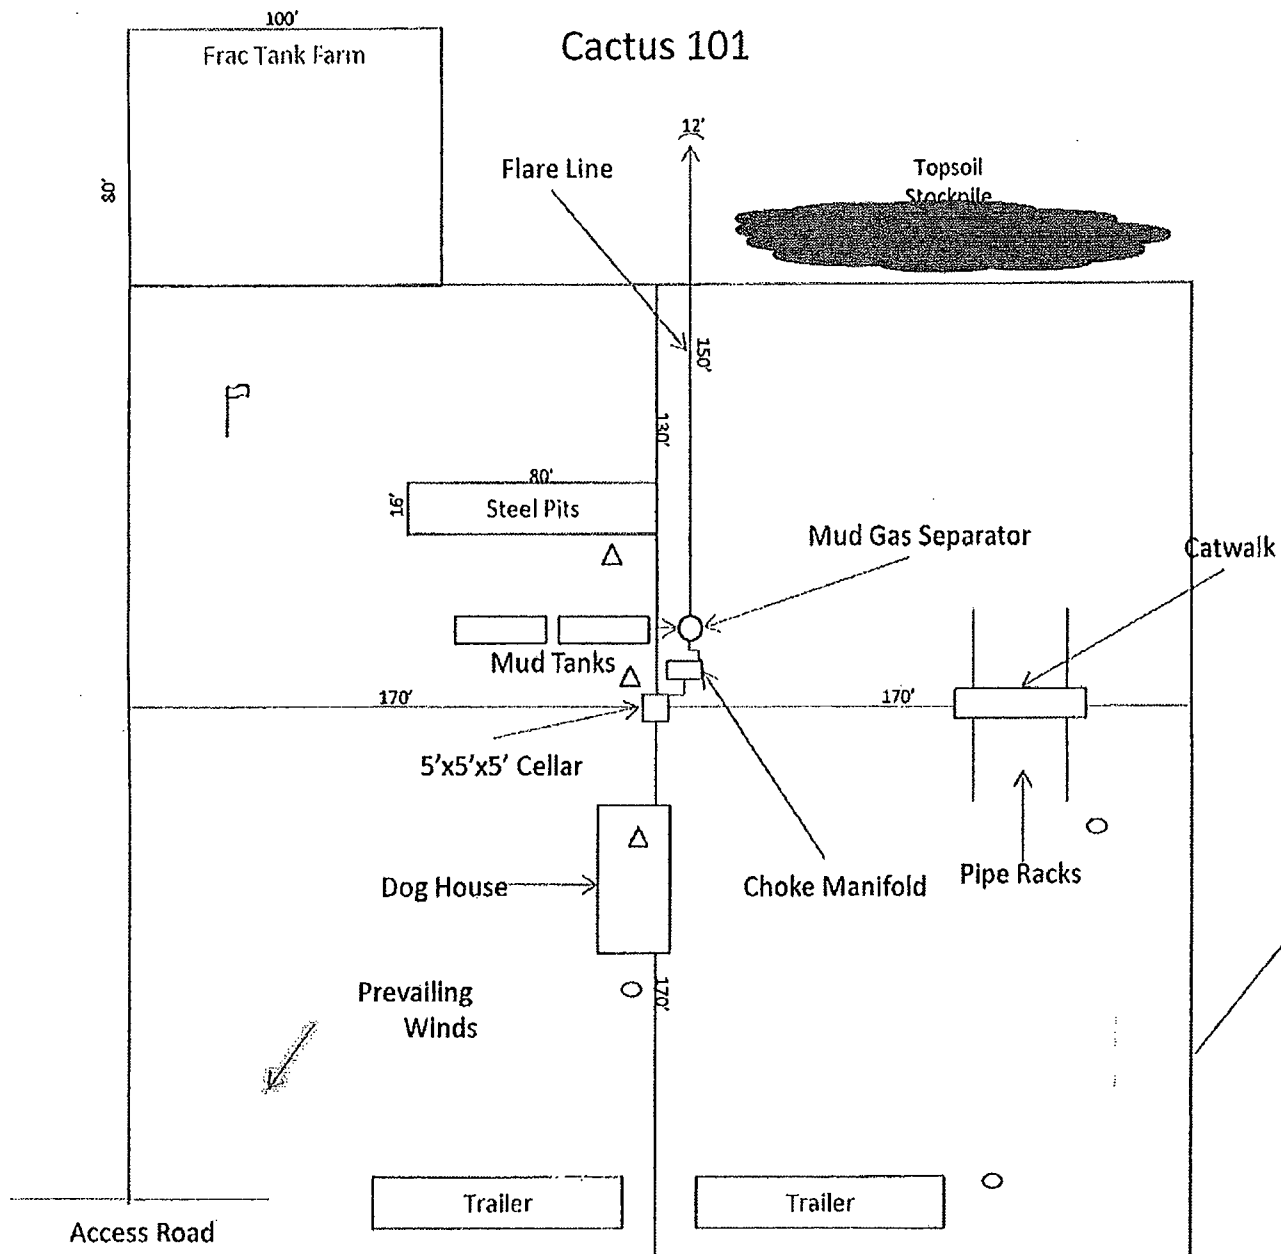 100'
Cactus 101
Frac Tank Farm
80'
12'
Flare Line
Topsoil
Stockpile
150'
130'
80'
16'
Steel Pits
Mud Gas Separator
Catwalk
Mud Tanks
170'
170'
5'x5'x5' Cellar
Dog House
Choke Manifold
Pipe Racks
Prevailing
Winds
170'
Trailer
Trailer
Access Road